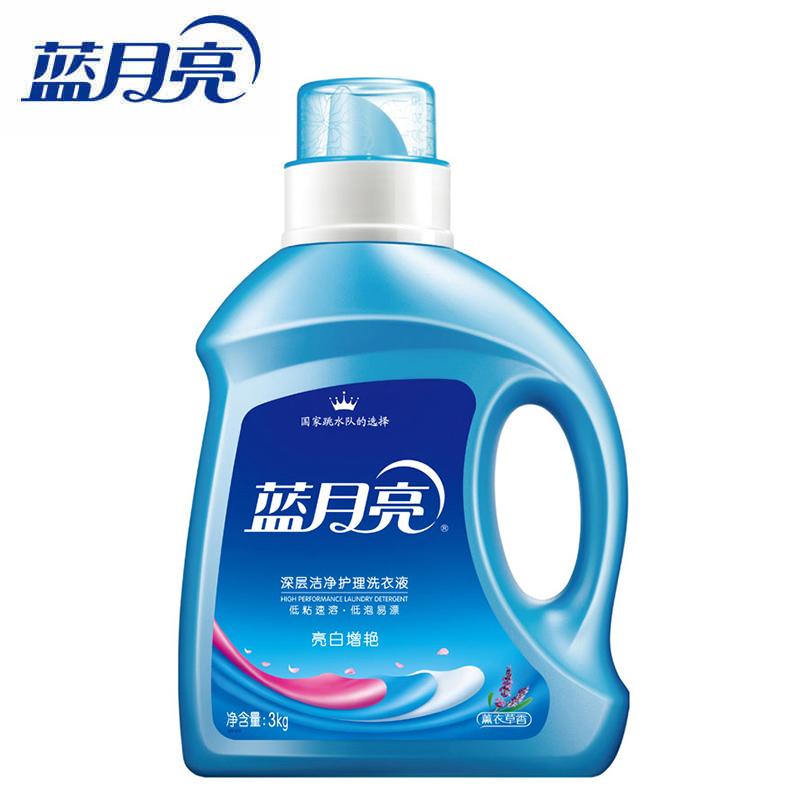 蓝月亮
国家跳水队的选择
蓝月亮®
深层洁净护理洗衣液
HIGH PERFORMANCE LAUNDRY DETERGENT
低粘速溶·低泡易漂
亮白增艳
净含量：3kg
薰衣草香